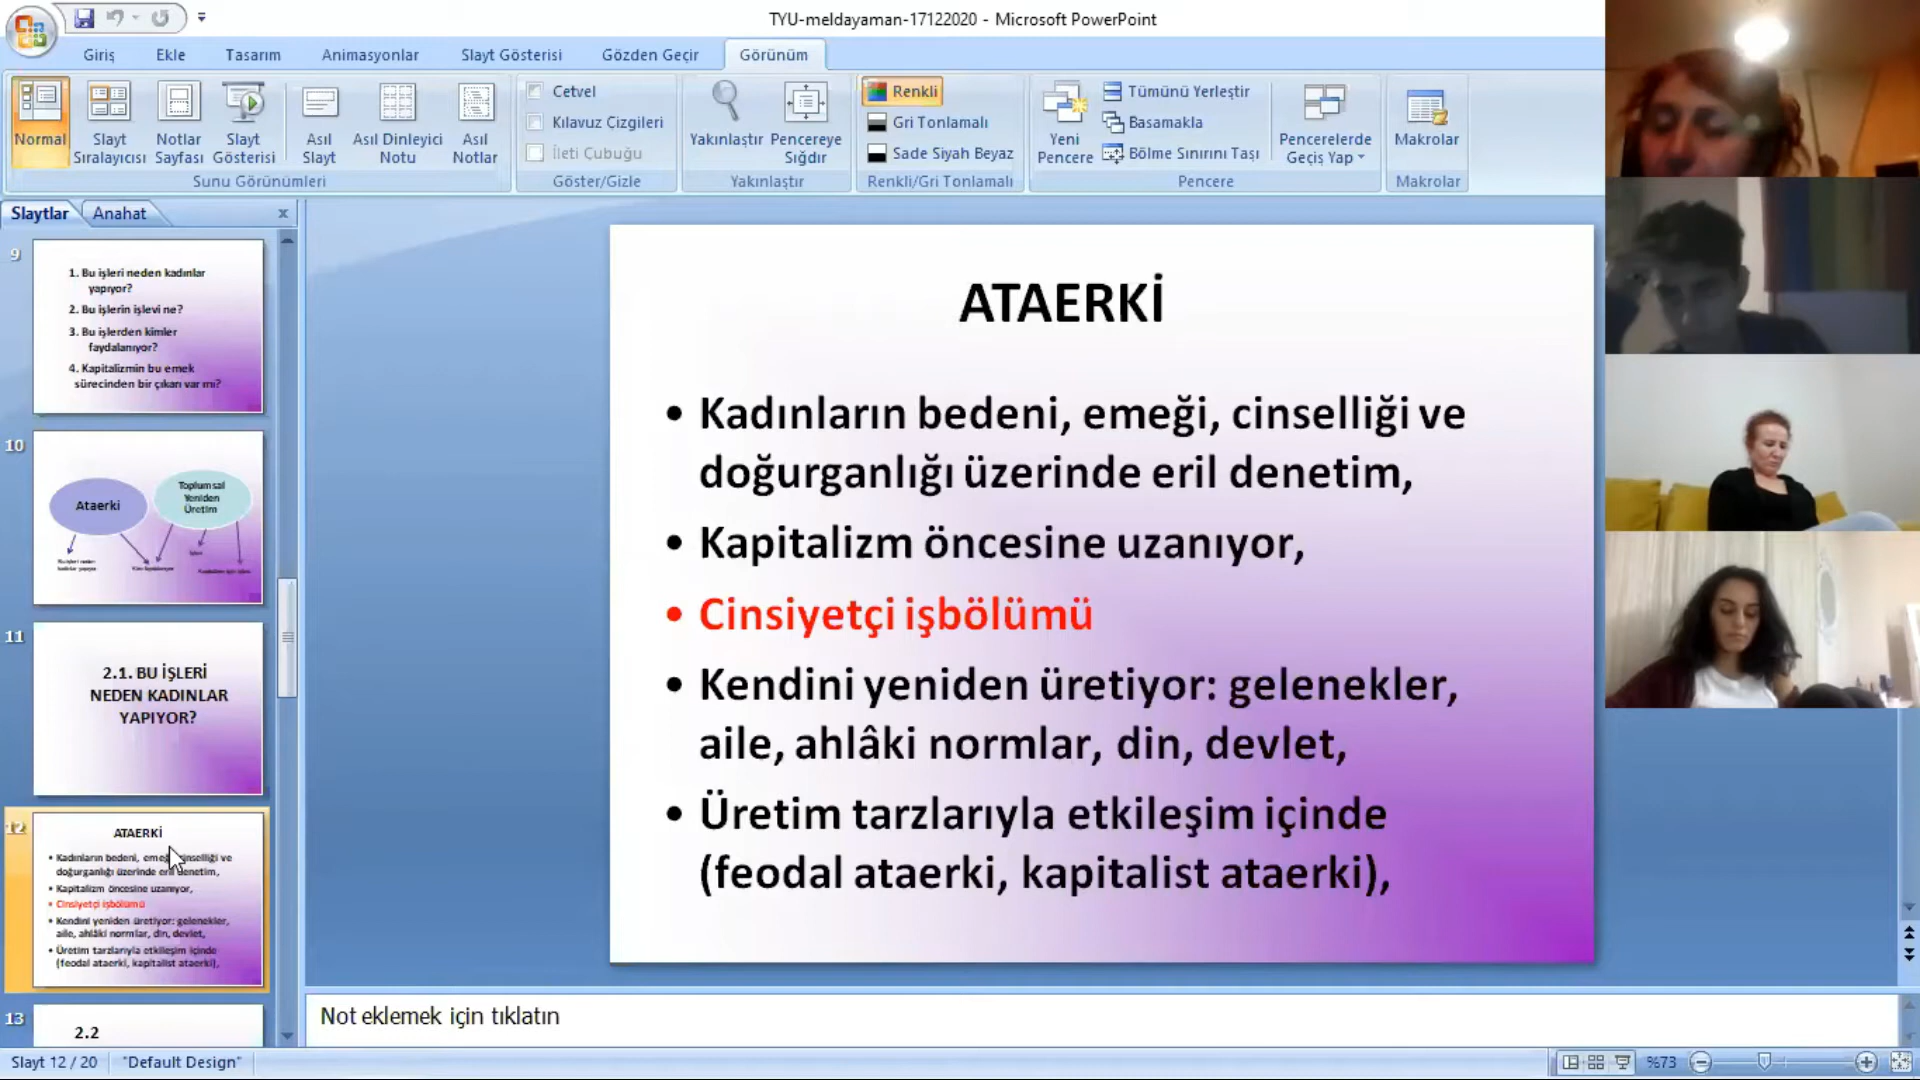 TYU-meldayaman-17122020 - Microsoft PowerPoint
Giriş Ekle Tasarım Animasyonlar Slayt Gösterisi Gözden Geçir Görünüm
Normal
Slayt Sıralayıcısı
Notlar Sayfası
Slayt Gösterisi
Asıl Slayt
Asıl Dinleyici Notu
Asıl Notlar
Sunu Görünümleri
Cetvel
Kılavuz Çizgileri
İleti Çubuğu
Göster/Gizle
Yakınlaştır
Pencereye Sığdır
Yakınlaştır
Renkli
Gri Tonlamalı
Sade Siyah Beyaz
Renkli/Gri Tonlamalı
Yeni Pencere
Tümünü Yerleştir
Basamakla
Bölme Sınırını Taşı
Pencerelerde Geçiş Yap
Pencere
Makrolar
Makrolar
Slaytlar Anahat x
9
1. Bu işleri neden kadınlar
yapıyor?
2. Bu işlerin işlevi ne?
3. Bu işlerden kimler
faydalanıyor?
4. Kapitalizmin bu emek
sürecinden bir çıkarı var mı?
10
Ataerki
Toplumsal
Yeniden
Üretim
11
2.1. BU İŞLERİ
NEDEN KADINLAR
YAPIYOR?
12
ATAERKİ
• Kadınların bedeni, emeği, cinselliği ve
doğurganlığı üzerinde eril denetim,
• Kapitalizm öncesine uzanıyor,
• Cinsiyetçi işbölümü
• Kendini yeniden üretiyor: gelenekler,
aile, ahlâki normlar, din, devlet,
• Üretim tarzlarıyla etkileşim içinde
(feodal ataerki, kapitalist ataerki),
13
2.2
ATAERKİ
• Kadınların bedeni, emeği, cinselliği ve
doğurganlığı üzerinde eril denetim,
• Kapitalizm öncesine uzanıyor,
• Cinsiyetçi işbölümü
• Kendini yeniden üretiyor: gelenekler,
aile, ahlâki normlar, din, devlet,
• Üretim tarzlarıyla etkileşim içinde
(feodal ataerki, kapitalist ataerki),
Not eklemek için tıklatın
Slayt 12 / 20 "Default Design" %73